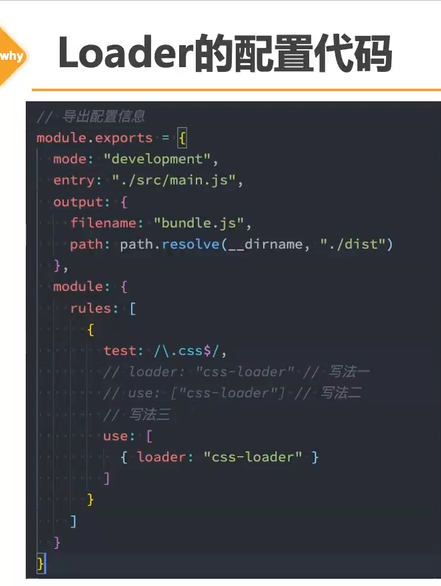 why
Loader的配置代码
// 导出配置信息
module.exports = {
mode: "development",
entry: "./src/main.js",
output: {
filename: "bundle.js",
path: path.resolve(__dirname, "./dist")
},
module: {
rules: [
{
test: /\.css$/,
// loader: "css-loader" // 写法一
// use: ["css-loader"] // 写法二
// 写法三
use: [
{ loader: "css-loader" }
]
}
]
}
}